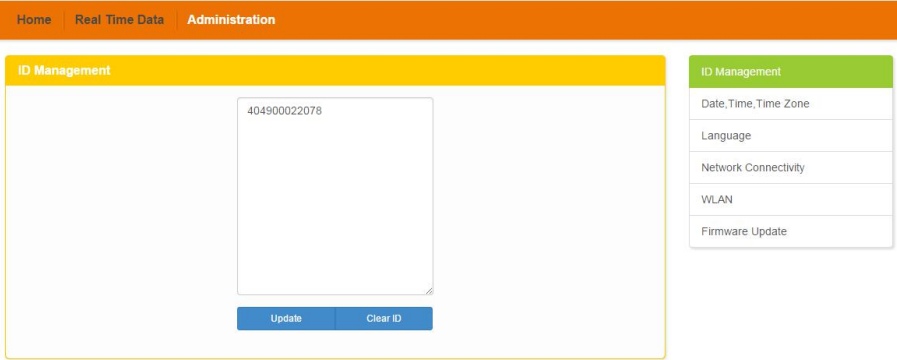 Home Real Time Data Administration
ID Management
404900022078
Update Clear ID
ID Management
Date,Time,Time Zone
Language
Network Connectivity
WLAN
Firmware Update